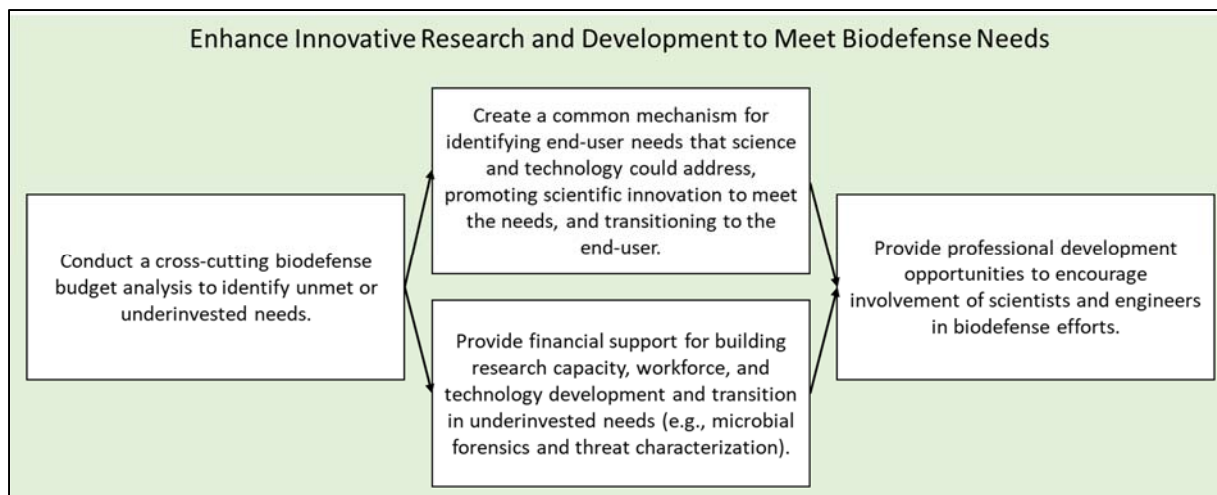 Enhance Innovative Research and Development to Meet Biodefense Needs
Conduct a cross-cutting biodefense
budget analysis to identify unmet or
underinvested needs.
Create a common mechanism for
identifying end-user needs that science
and technology could address,
promoting scientific innovation to meet
the needs, and transitioning to the
end-user.
Provide financial support for building
research capacity, workforce, and
technology development and transition
in underinvested needs (e.g., microbial
forensics and threat characterization).
Provide professional development
opportunities to encourage
involvement of scientists and engineers
in biodefense efforts.